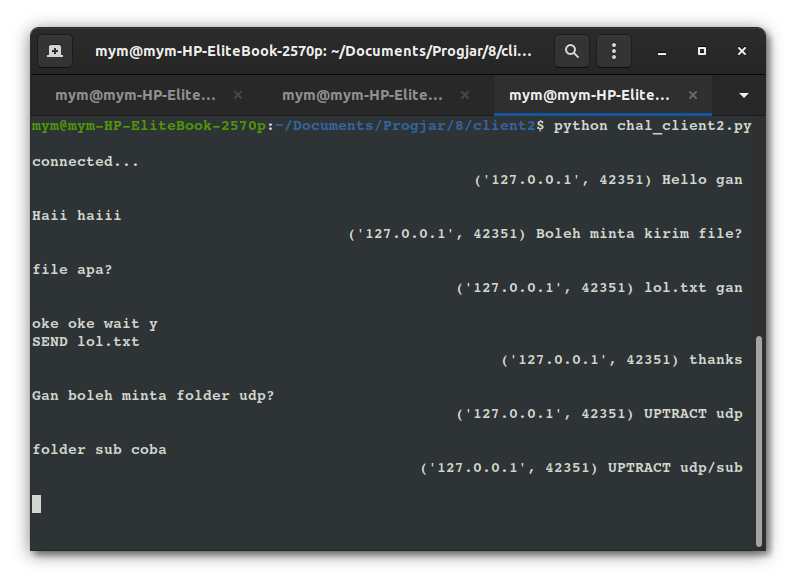 mym@mym-HP-EliteBook-2570p: ~/Documents/Progjar/8/cli...
mym@mym-HP-Elite...
mym@mym-HP-Elite...
mym@mym-HP-Elite...
mym@mym-HP-EliteBook-2570p:~/Documents/Progjar/8/client2$ python chal_client2.py
connected...
('127.0.0.1', 42351) Hello gan
Haii haiii
('127.0.0.1', 42351) Boleh minta kirim file?
file apa?
('127.0.0.1', 42351) lol.txt gan
oke oke wait y
SEND lol.txt
('127.0.0.1', 42351) thanks
Gan boleh minta folder udp?
('127.0.0.1', 42351) UPTRACT udp
folder sub coba
('127.0.0.1', 42351) UPTRACT udp/sub